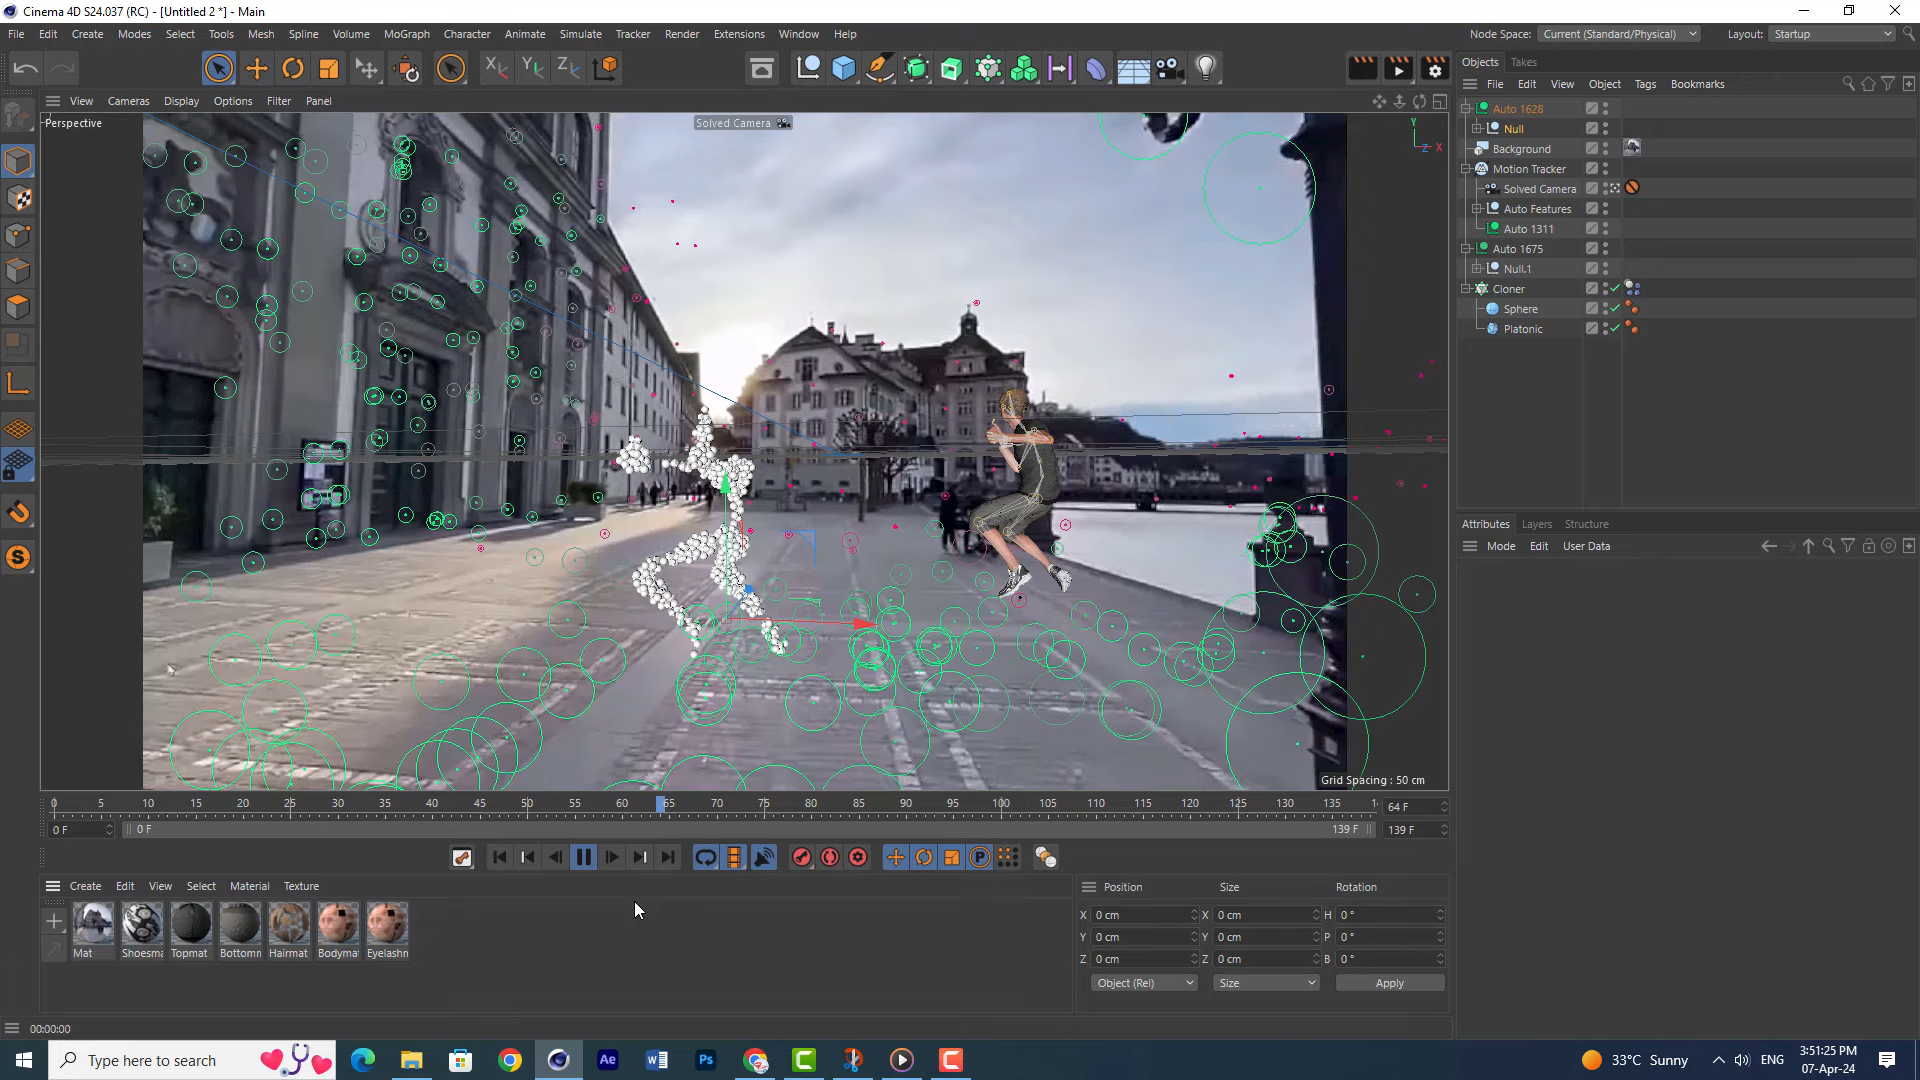 Cinema 4D S24.037 (RC) - [Untitled 2 *] - Main
File Edit Create Modes Select Tools Mesh Spline Volume MoGraph Character Animate Simulate Tracker Render Extensions Window Help
Node Space: Current (Standard/Physical) Layout: Startup
Objects Takes
File Edit View Object Tags Bookmarks
View Cameras Display Options Filter Panel
Perspective
Solved Camera
Y
Z X
Auto 1628
Null
Background
Motion Tracker
Solved Camera
Auto Features
Auto 1311
Auto 1675
Null.1
Cloner
Sphere
Platonic
Attributes Layers Structure
Mode Edit User Data
Grid Spacing : 50 cm
0 5 10 15 20 25 30 35 40 45 50 55 60 65 70 75 80 85 90 95 100 105 110 115 120 125 130 135
64 F
0 F 0 F 139 F 139 F
Create Edit View Select Material Texture
Mat Shoesma Topmat Bottomn Hairmat Bodymat Eyelashn
Position Size Rotation
X 0 cm X 0 cm H 0 °
Y 0 cm Y 0 cm P 0 °
Z 0 cm Z 0 cm B 0 °
Object (Rel) Size Apply
00:00:00
Type here to search
33°C Sunny
ENG
3:51:25 PM
07-Apr-24